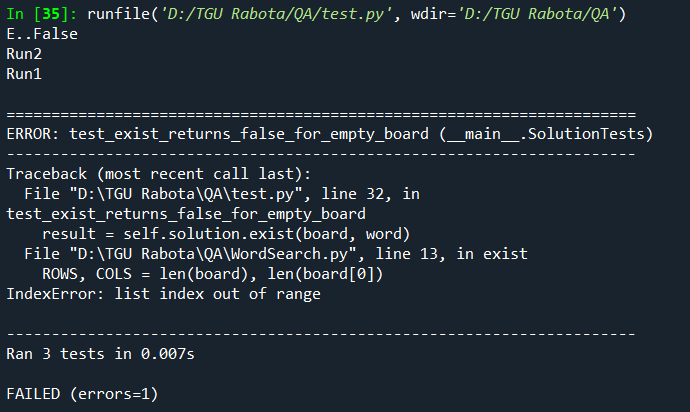 In [35]: runfile('D:/TGU Rabota/QA/test.py', wdir='D:/TGU Rabota/QA')
E..False
Run2
Run1

======================================================================
ERROR: test_exist_returns_false_for_empty_board (__main__.SolutionTests)
----------------------------------------------------------------------
Traceback (most recent call last):
  File "D:\TGU Rabota\QA\test.py", line 32, in
test_exist_returns_false_for_empty_board
    result = self.solution.exist(board, word)
  File "D:\TGU Rabota\QA\WordSearch.py", line 13, in exist
    ROWS, COLS = len(board), len(board[0])
IndexError: list index out of range

----------------------------------------------------------------------
Ran 3 tests in 0.007s

FAILED (errors=1)